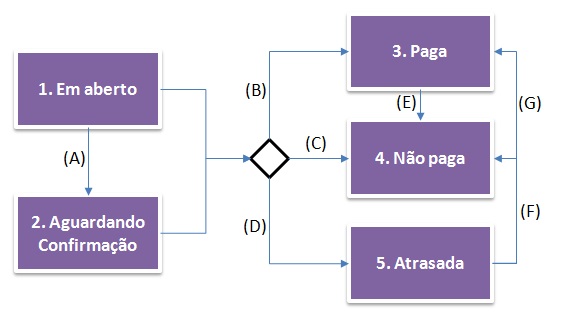 1. Em aberto
(A)
2. Aguardando
Confirmação
(B)
(C)
(D)
3. Paga
(E)
(G)
4. Não paga
(F)
5. Atrasada